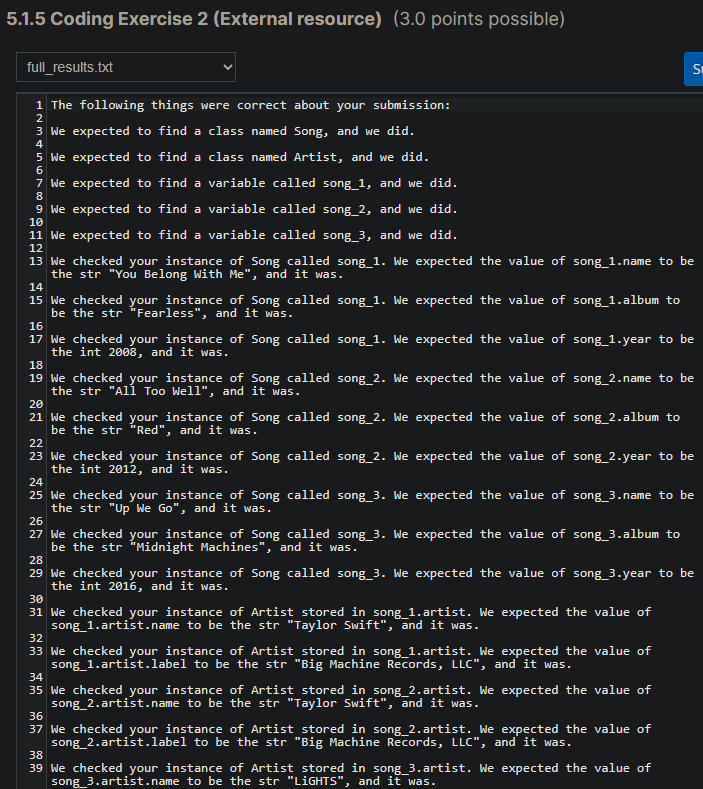 5.1.5 Coding Exercise 2 (External resource) (3.0 points possible)
full_results.txt
Su
1 The following things were correct about your submission:
2
3 We expected to find a class named Song, and we did.
4
5 We expected to find a class named Artist, and we did.
6
7 We expected to find a variable called song_1, and we did.
8
9 We expected to find a variable called song_2, and we did.
10
11 We expected to find a variable called song_3, and we did.
12
13 We checked your instance of Song called song_1. We expected the value of song_1.name to be
the str "You Belong With Me", and it was.
14
15 We checked your instance of Song called song_1. We expected the value of song_1.album to
be the str "Fearless", and it was.
16
17 We checked your instance of Song called song_1. We expected the value of song_1.year to be
the int 2008, and it was.
18
19 We checked your instance of Song called song_2. We expected the value of song_2.name to be
the str "All Too Well", and it was.
20
21 We checked your instance of Song called song_2. We expected the value of song_2.album to
be the str "Red", and it was.
22
23 We checked your instance of Song called song_2. We expected the value of song_2.year to be
the int 2012, and it was.
24
25 We checked your instance of Song called song_3. We expected the value of song_3.name to be
the str "Up We Go", and it was.
26
27 We checked your instance of Song called song_3. We expected the value of song_3.album to
be the str "Midnight Machines", and it was.
28
29 We checked your instance of Song called song_3. We expected the value of song_3.year to be
the int 2016, and it was.
30
31 We checked your instance of Artist stored in song_1.artist. We expected the value of
song_1.artist.name to be the str "Taylor Swift", and it was.
32
33 We checked your instance of Artist stored in song_1.artist. We expected the value of
song_1.artist.label to be the str "Big Machine Records, LLC", and it was.
34
35 We checked your instance of Artist stored in song_2.artist. We expected the value of
song_2.artist.name to be the str "Taylor Swift", and it was.
36
37 We checked your instance of Artist stored in song_2.artist. We expected the value of
song_2.artist.label to be the str "Big Machine Records, LLC", and it was.
38
39 We checked your instance of Artist stored in song_3.artist. We expected the value of
song_3.artist.name to be the str "LiGHTS", and it was.